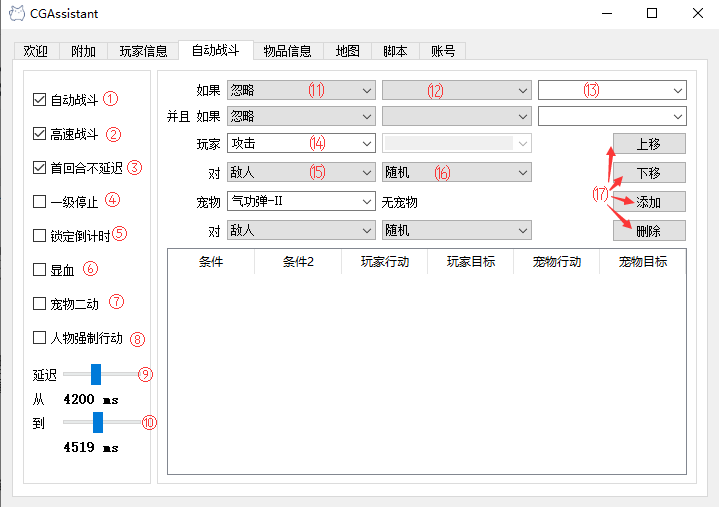 CGAssistant
欢迎 附加 玩家信息 自动战斗 物品信息 地图 脚本 账号
自动战斗 ①
高速战斗 ②
首回合不延迟 ③
一级停止 ④
锁定倒计时 ⑤
显血 ⑥
宠物二动 ⑦
人物强制行动 ⑧
延迟 ⑨
从 4200 ms
到 ⑩
4519 ms
如果 忽略 ⑪ ⑫ ⑬
并且 如果 忽略
玩家 攻击 ⑭ 上移
对 敌人 ⑮ 随机 ⑯ 下移
⑰
宠物 气功弹-II 无宠物 添加
对 敌人 随机 删除
条件 条件2 玩家行动 玩家目标 宠物行动 宠物目标